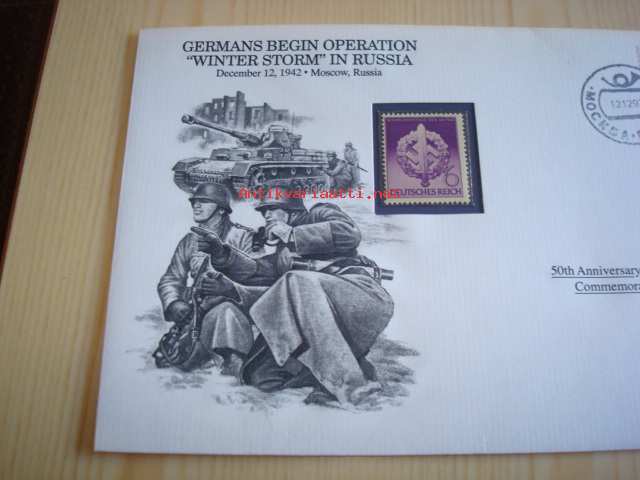 GERMANS BEGIN OPERATION
“WINTER STORM” IN RUSSIA
December 12, 1942 • Moscow, Russia
6
DEUTSCHES REICH
Antikvariaatti.net
МОСКВА
50th Anniversary
Commemora